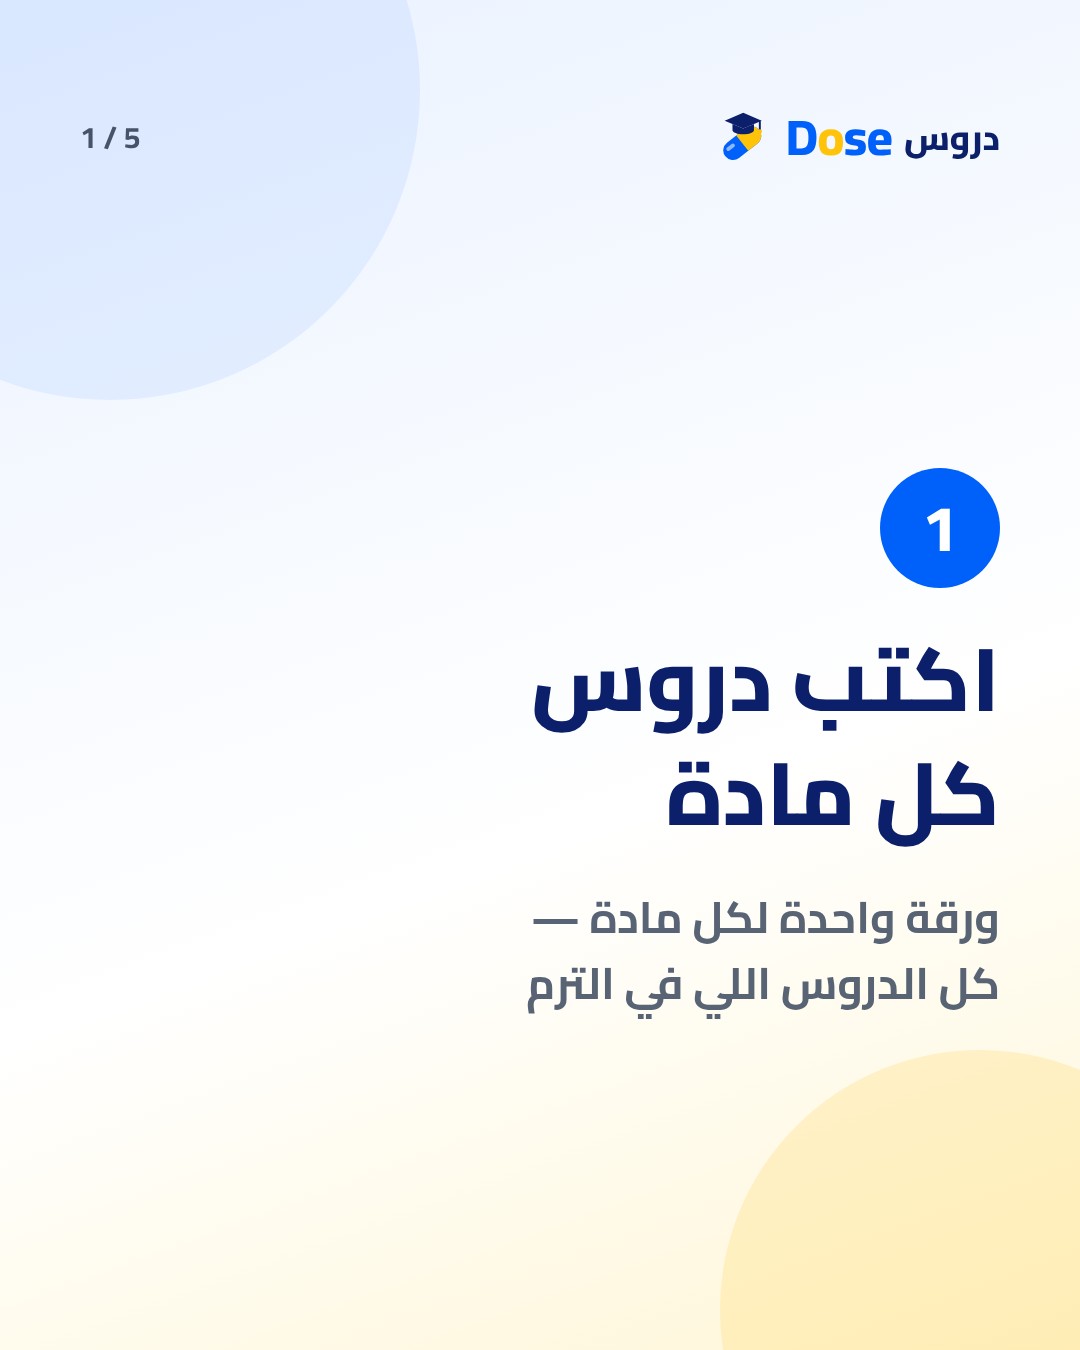 دروس Dose
1 / 5
1
اكتب دروس
كل مادة
ورقة واحدة لكل مادة —
كل الدروس اللي في الترم